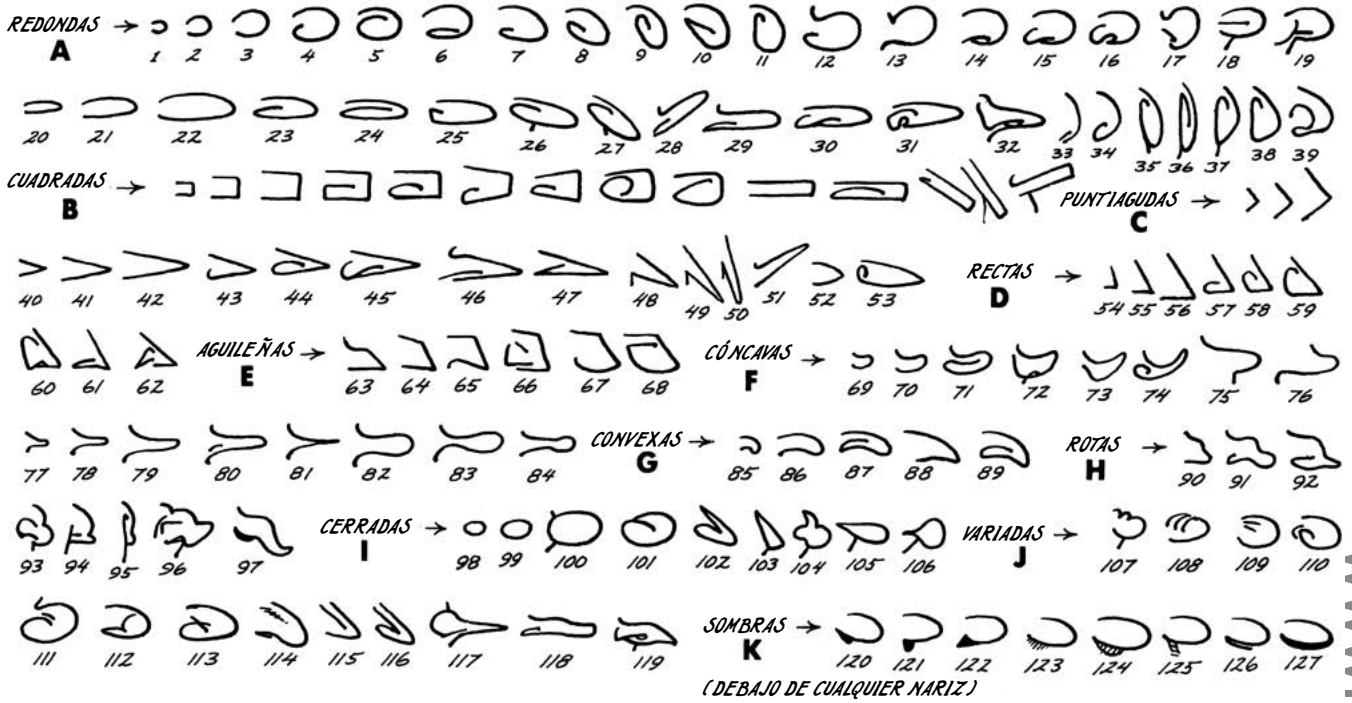 REDONDAS →
A
1 2 3 4 5 6 7 8 9 10 11 12 13 14 15 16 17 18 19
20 21 22 23 24 25 26 27 28 29 30 31 32 33 34 35 36 37 38 39
CUADRADAS →
B
PUNTIAGUDAS →
C
40 41 42 43 44 45 46 47 48 49 50 51 52 53
RECTAS →
D
54 55 56 57 58 59
60 61 62
AGUILEÑAS →
E
63 64 65 66 67 68
CÓNCAVAS →
F
69 70 71 72 73 74 75 76
77 78 79 80 81 82 83 84
CONVEXAS →
G
85 86 87 88 89
ROTAS →
H
90 91 92
93 94 95 96 97
CERRADAS →
I
98 99 100 101 102 103 104 105 106
VARIADAS →
J
107 108 109 110
111 112 113 114 115 116 117 118 119
SOMBRAS →
K
120 121 122 123 124 125 126 127
(DEBAJO DE CUALQUIER NARIZ)